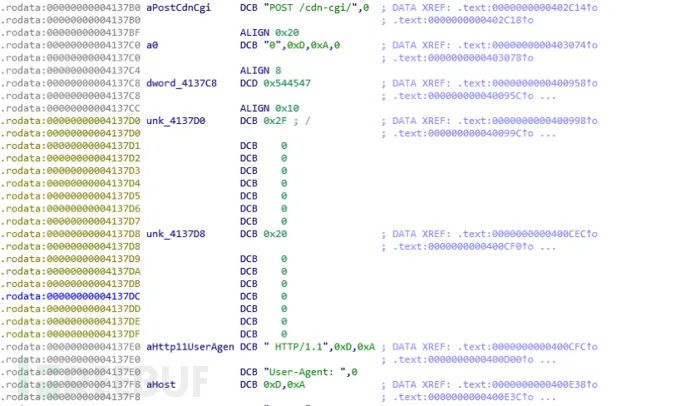 .rodata:00000000004137B0 aPostCdnCgi DCB "POST /cdn-cgi/",0 ; DATA XREF: .text:0000000000402C14↑o
.rodata:00000000004137B0 ; .text:0000000000402C18↑o
.rodata:00000000004137BF ALIGN 0x20
.rodata:00000000004137C0 a0 DCB "0",0xD,0xA,0 ; DATA XREF: .text:0000000000403074↑o
.rodata:00000000004137C0 ; .text:0000000000403078↑o
.rodata:00000000004137C4 ALIGN 8
.rodata:00000000004137C8 dword_4137C8 DCD 0x544547 ; DATA XREF: .text:0000000000400958↑o
.rodata:00000000004137C8 ; .text:000000000040095C↑o ...
.rodata:00000000004137CC ALIGN 0x10
.rodata:00000000004137D0 unk_4137D0 DCB 0x2F ; / ; DATA XREF: .text:0000000000400998↑o
.rodata:00000000004137D0 ; .text:000000000040099C↑o ...
.rodata:00000000004137D1 DCB 0
.rodata:00000000004137D2 DCB 0
.rodata:00000000004137D3 DCB 0
.rodata:00000000004137D4 DCB 0
.rodata:00000000004137D5 DCB 0
.rodata:00000000004137D6 DCB 0
.rodata:00000000004137D7 DCB 0
.rodata:00000000004137D8 unk_4137D8 DCB 0x20 ; DATA XREF: .text:0000000000400CEC↑o
.rodata:00000000004137D8 ; .text:0000000000400CF0↑o ...
.rodata:00000000004137D9 DCB 0
.rodata:00000000004137DA DCB 0
.rodata:00000000004137DB DCB 0
.rodata:00000000004137DC DCB 0
.rodata:00000000004137DD DCB 0
.rodata:00000000004137DE DCB 0
.rodata:00000000004137DF DCB 0
.rodata:00000000004137E0 aHttp11UserAgen DCB " HTTP/1.1",0xD,0xA ; DATA XREF: .text:0000000000400CFC↑o
.rodata:00000000004137E0 ; .text:0000000000400D00↑o ...
.rodata:00000000004137E0 DCB "User-Agent: ",0
.rodata:00000000004137F8 aHost DCB 0xD,0xA ; DATA XREF: .text:0000000000400E38↑o
.rodata:00000000004137F8 ; .text:0000000000400E3C↑o ...